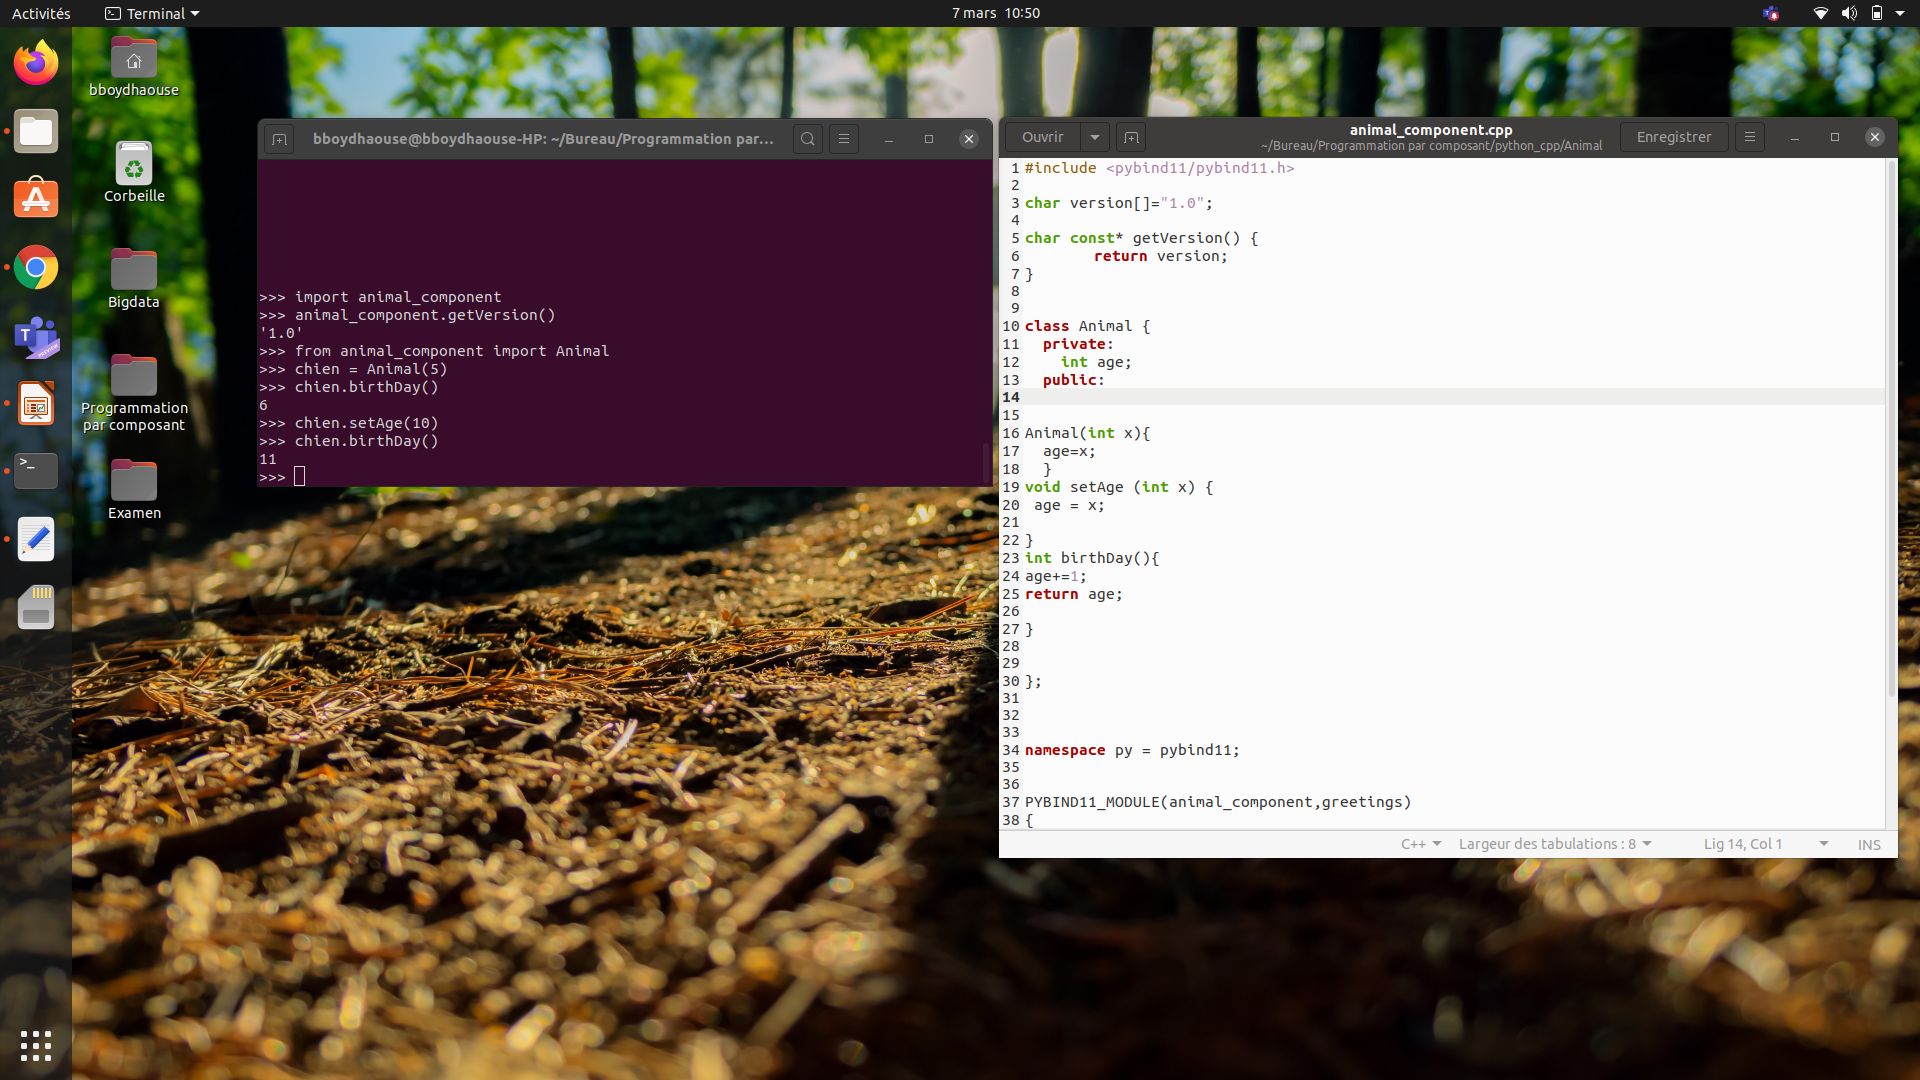 Activités
Terminal
7 mars 10:50
bboydhaouse
Corbeille
Bigdata
Programmation
par composant
Examen
bboydhaouse@bboydhaouse-HP: ~/Bureau/Programmation par...
>>> import animal_component
>>> animal_component.getVersion()
'1.0'
>>> from animal_component import Animal
>>> chien = Animal(5)
>>> chien.birthDay()
6
>>> chien.setAge(10)
>>> chien.birthDay()
11
>>>
Ouvrir
animal_component.cpp
~/Bureau/Programmation par composant/python_cpp/Animal
Enregistrer
1 #include <pybind11/pybind11.h>
2
3 char version[]="1.0";
4
5 char const* getVersion() {
6 return version;
7 }
8
9
10 class Animal {
11 private:
12 int age;
13 public:
14
15
16 Animal(int x){
17 age=x;
18 }
19 void setAge (int x) {
20 age = x;
21
22 }
23 int birthDay(){
24 age+=1;
25 return age;
26
27 }
28
29
30 };
31
32
33
34 namespace py = pybind11;
35
36
37 PYBIND11_MODULE(animal_component,greetings)
38 {
C++
Largeur des tabulations : 8
Lig 14, Col 1
INS